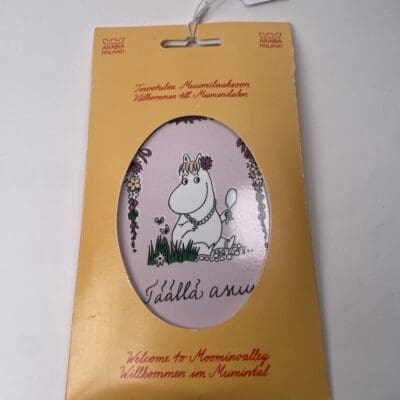 ARABIA
FINLAND
ARABIA
FINLAND
Tervetuloa Muumilaaksoon
Välkommen till Mumindalen
Täällä asuu
Welcome to Moominvalley
Willkommen im Mumintal